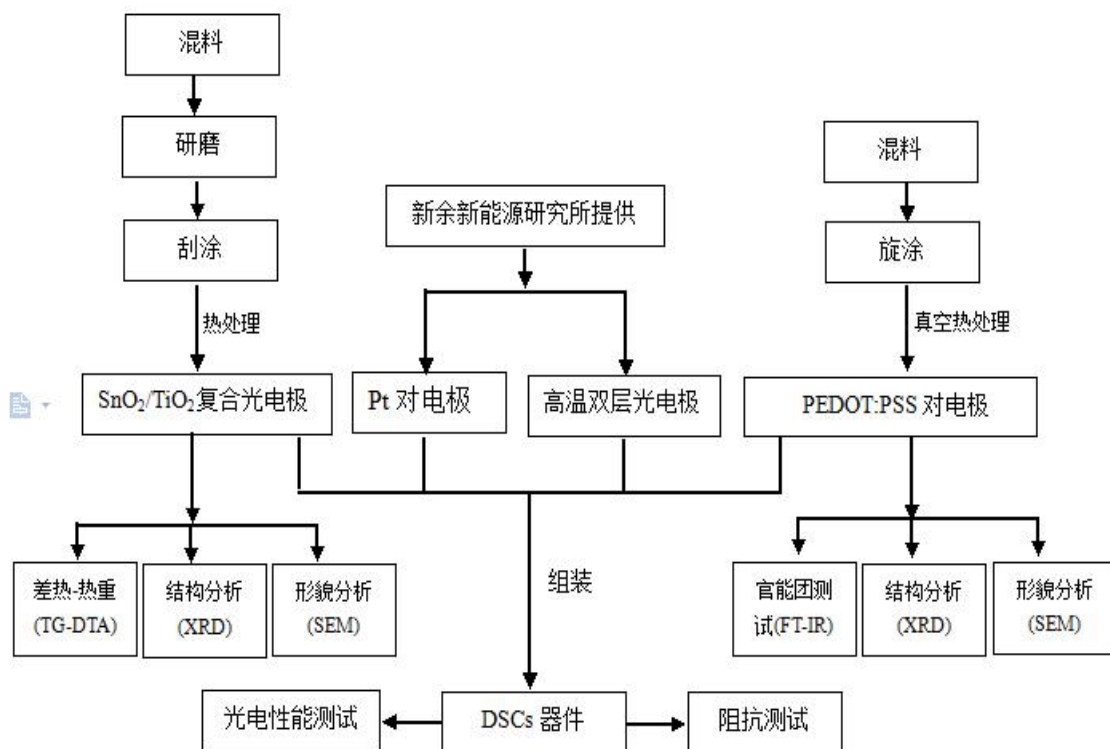 混料
研磨
刮涂
热处理
SnO₂/TiO₂复合光电极
差热-热重
(TG-DTA)
结构分析
(XRD)
形貌分析
(SEM)
新余新能源研究所提供
Pt 对电极
高温双层光电极
混料
旋涂
真空热处理
PEDOT:PSS 对电极
官能团测
试(FT-IR)
结构分析
(XRD)
形貌分析
(SEM)
组装
光电性能测试
DSCs 器件
阻抗测试